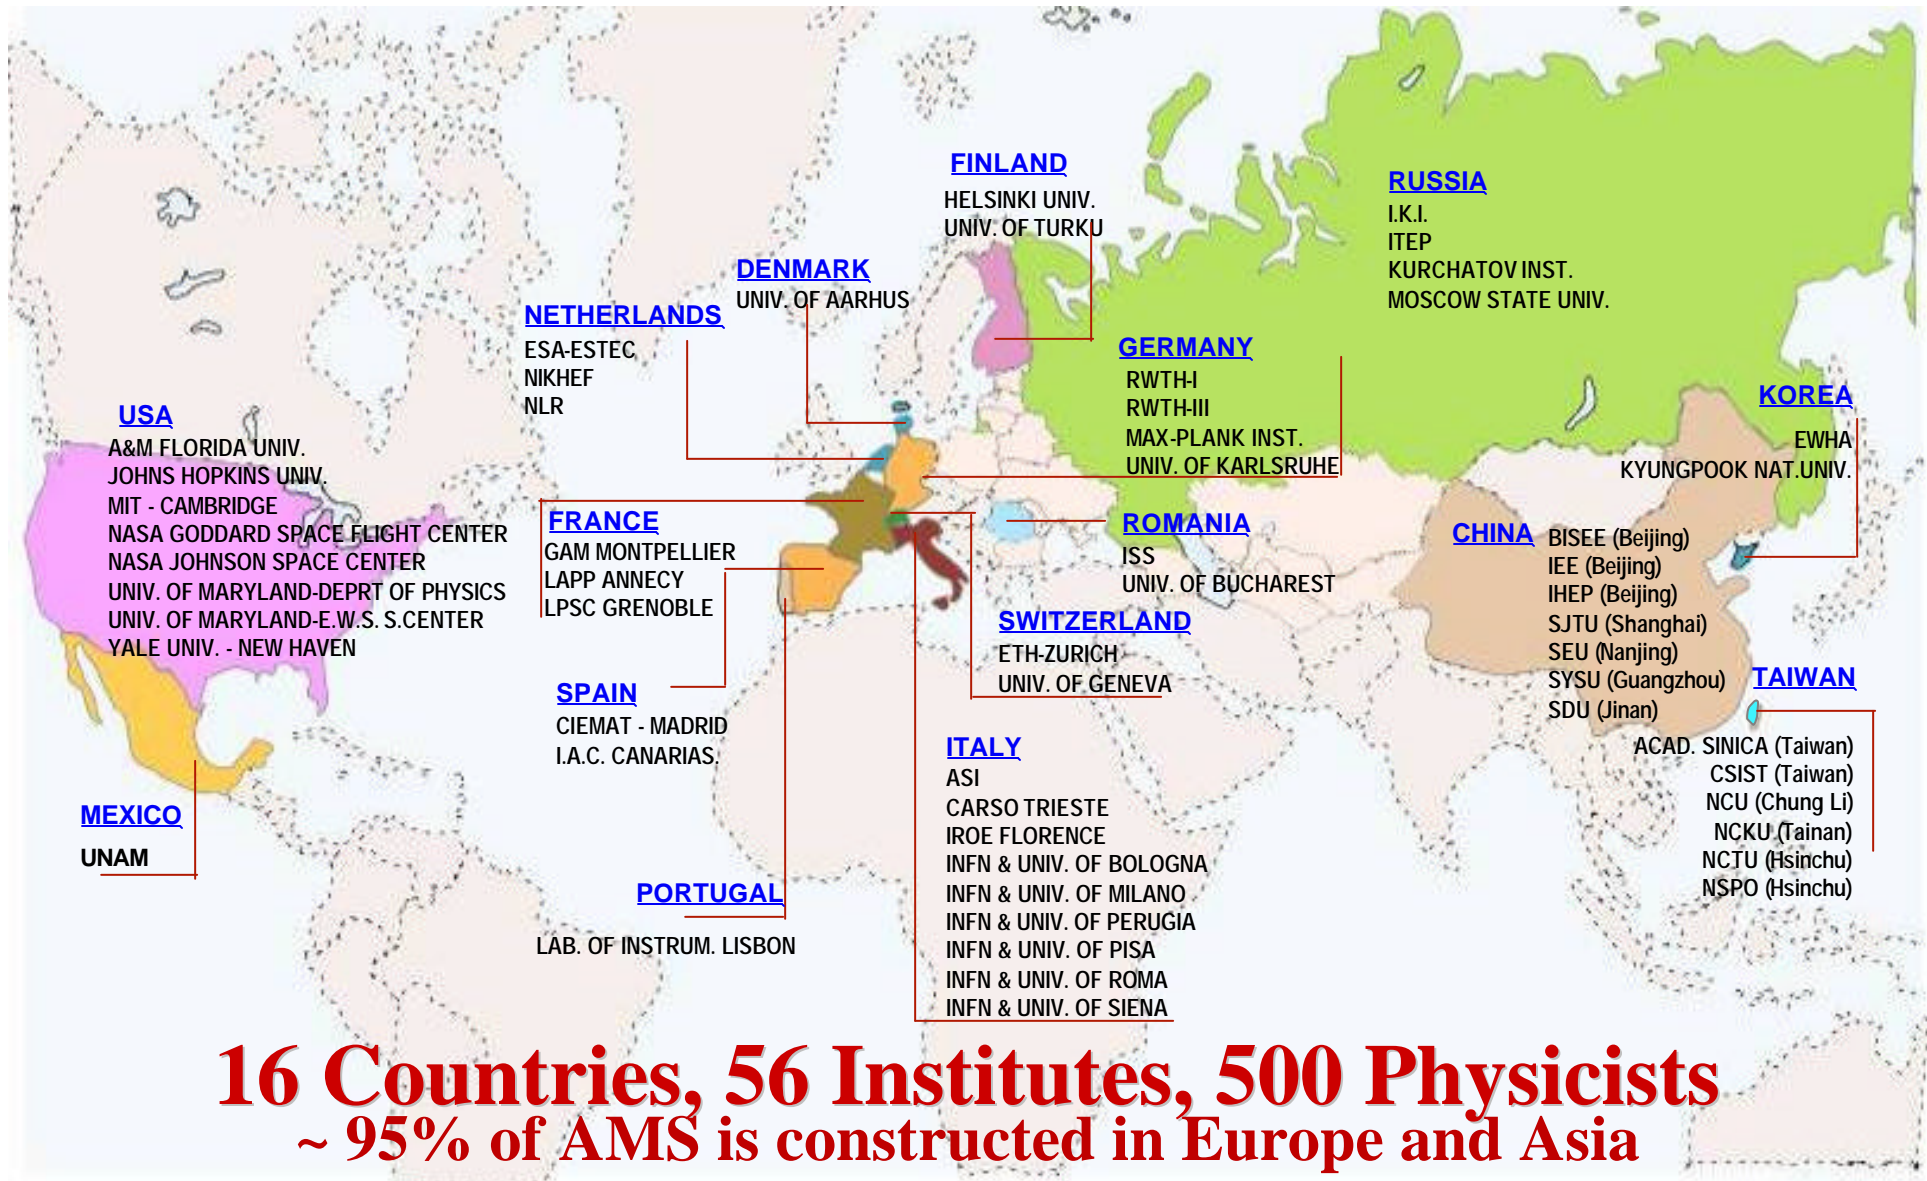 FINLAND
HELSINKI UNIV.
UNIV. OF TURKU
RUSSIA
I.K.I.
ITEP
KURCHATOV INST.
MOSCOW STATE UNIV.
DENMARK
UNIV. OF AARHUS
NETHERLANDS
ESA-ESTEC
NIKHEF
NLR
GERMANY
RWTH-I
RWTH-III
MAX-PLANK INST.
UNIV. OF KARLSRUHE
KOREA
EWHA
KYUNGPOOK NAT.UNIV.
USA
A&M FLORIDA UNIV.
JOHNS HOPKINS UNIV.
MIT - CAMBRIDGE
NASA GODDARD SPACE FLIGHT CENTER
NASA JOHNSON SPACE CENTER
UNIV. OF MARYLAND-DEPRT OF PHYSICS
UNIV. OF MARYLAND-E.W.S. S.CENTER
YALE UNIV. - NEW HAVEN
FRANCE
GAM MONTPELLIER
LAPP ANNECY
LPSC GRENOBLE
ROMANIA
ISS
UNIV. OF BUCHAREST
CHINA
BISEE (Beijing)
IEE (Beijing)
IHEP (Beijing)
SJTU (Shanghai)
SEU (Nanjing)
SYSU (Guangzhou)
SDU (Jinan)
SWITZERLAND
ETH-ZURICH
UNIV. OF GENEVA
SPAIN
CIEMAT - MADRID
I.A.C. CANARIAS.
TAIWAN
ACAD. SINICA (Taiwan)
CSIST (Taiwan)
NCU (Chung Li)
NCKU (Tainan)
NCTU (Hsinchu)
NSPO (Hsinchu)
ITALY
ASI
CARSO TRIESTE
IROE FLORENCE
INFN & UNIV. OF BOLOGNA
INFN & UNIV. OF MILANO
INFN & UNIV. OF PERUGIA
INFN & UNIV. OF PISA
INFN & UNIV. OF ROMA
INFN & UNIV. OF SIENA
MEXICO
UNAM
PORTUGAL
LAB. OF INSTRUM. LISBON
16 Countries, 56 Institutes, 500 Physicists
~ 95% of AMS is constructed in Europe and Asia